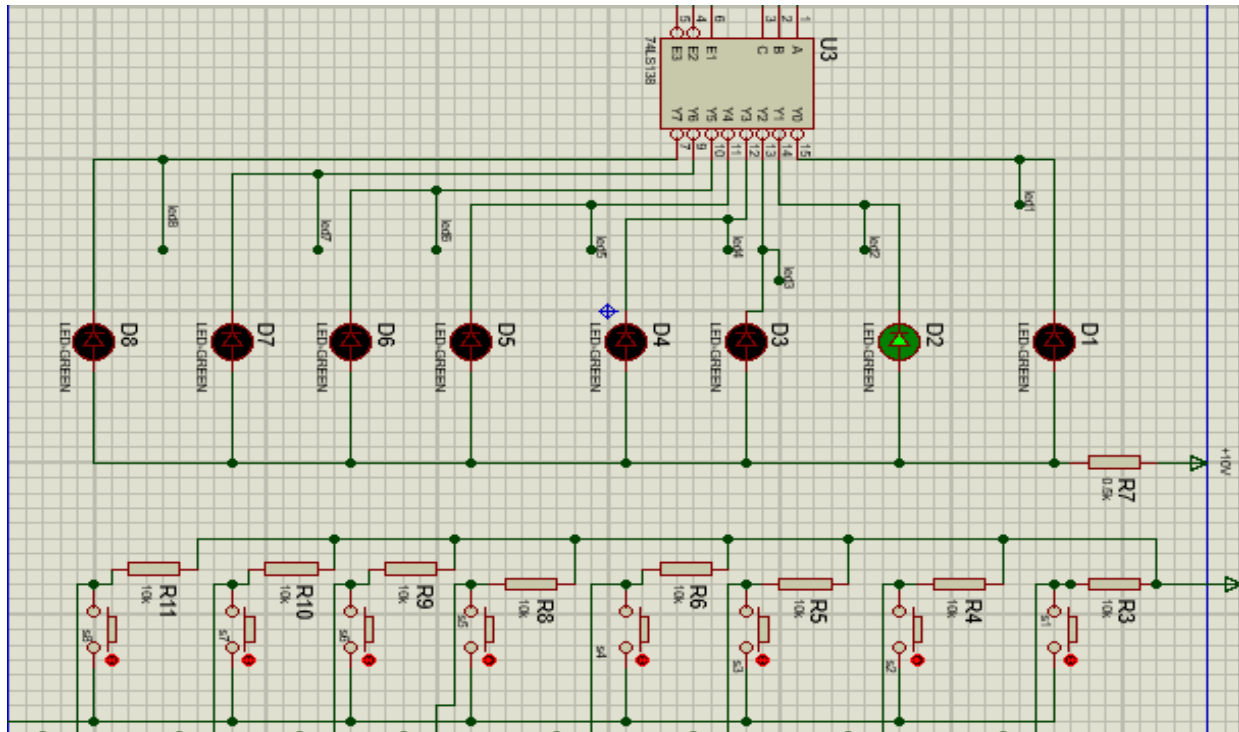 5 4 6 3 2 1
E3 E2 E1 C B A
U3
74LS138
Y7 Y6 Y5 Y4 Y3 Y2 Y1 Y0
7 9 10 11 12 13 14 15
led8
led7
led6
led5
led4
led3
led2
led1
D8
LED-GREEN
D7
LED-GREEN
D6
LED-GREEN
D5
LED-GREEN
D4
LED-GREEN
D3
LED-GREEN
D2
LED-GREEN
D1
LED-GREEN
+10V
R7
0.5k
R11
10k
R10
10k
R9
10k
R8
10k
R6
10k
R5
10k
R4
10k
R3
10k
s8
s7
s6
s5
s4
s3
s2
s1